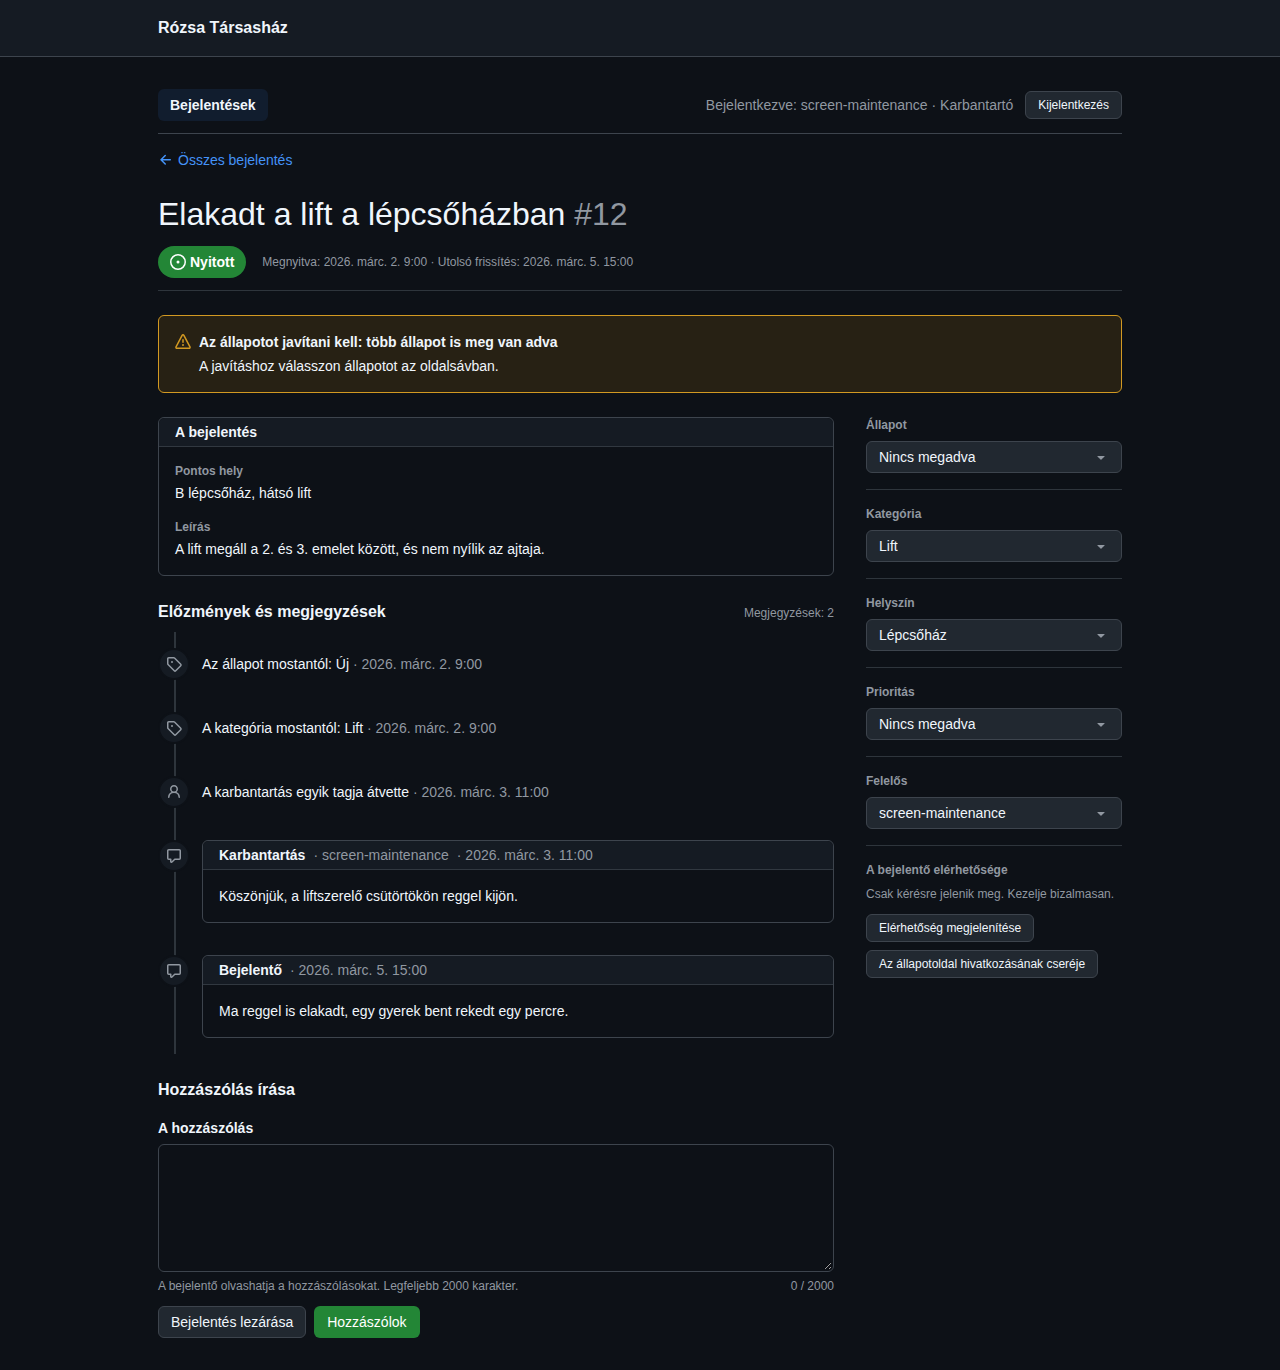 Rózsa Társasház
Bejelentések
Bejelentkezve: screen-maintenance · Karbantartó
Kijelentkezés
Összes bejelentés
Elakadt a lift a lépcsőházban #12
Nyitott
Megnyitva: 2026. márc. 2. 9:00 · Utolsó frissítés: 2026. márc. 5. 15:00
Az állapotot javítani kell: több állapot is meg van adva
A javításhoz válasszon állapotot az oldalsávban.
A bejelentés
Pontos hely
B lépcsőház, hátsó lift
Leírás
A lift megáll a 2. és 3. emelet között, és nem nyílik az ajtaja.
Előzmények és megjegyzések
Megjegyzések: 2
Az állapot mostantól: Új · 2026. márc. 2. 9:00
A kategória mostantól: Lift · 2026. márc. 2. 9:00
A karbantartás egyik tagja átvette · 2026. márc. 3. 11:00
Karbantartás · screen-maintenance · 2026. márc. 3. 11:00
Köszönjük, a liftszerelő csütörtökön reggel kijön.
Bejelentő · 2026. márc. 5. 15:00
Ma reggel is elakadt, egy gyerek bent rekedt egy percre.
Hozzászólás írása
A hozzászólás
A bejelentő olvashatja a hozzászólásokat. Legfeljebb 2000 karakter.
0 / 2000
Bejelentés lezárása
Hozzászólok
Állapot
Nincs megadva
Kategória
Lift
Helyszín
Lépcsőház
Prioritás
Nincs megadva
Felelős
screen-maintenance
A bejelentő elérhetősége
Csak kérésre jelenik meg. Kezelje bizalmasan.
Elérhetőség megjelenítése
Az állapotoldal hivatkozásának cseréje